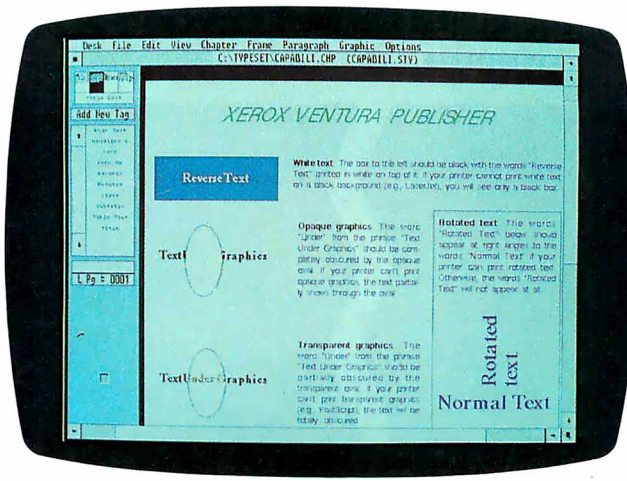 Desk File Edit View Chapter Frame Paragraph Graphic Options
C:\TYPESET\CAPABILI.CHP (CAPABILI.STY)
Add New Tag
Table Text
Title
L Pg # 0001
XEROX VENTURA PUBLISHER
Reverse Text
White text. The box to the left should be black with the words "Reverse
Text" printed in white on top of it. If your printer cannot print white text
on a black background (e.g., LaserJet), you will see only a black box.
Text Graphics
Opaque graphics. The word
"Under" from the phrase "Text
Under Graphics" should be com-
pletely obscured by the opaque
oval. If your printer can't print
opaque graphics, the text partial-
ly shows through the oval.
Text Under Graphics
Transparent graphics. The
word "Under" from the phrase
"Text Under Graphics" should be
partially obscured by the
transparent oval. If your printer
can't print transparent graphics
(e.g. PostScript), the text will be
totally obscured.
Rotated text. The words
"Rotated Text" below should
appear at right angles to the
words "Normal Text" if your
printer can print rotated text.
Otherwise, the words "Rotated
Text" will not appear at all.
Rotated
text
Normal Text